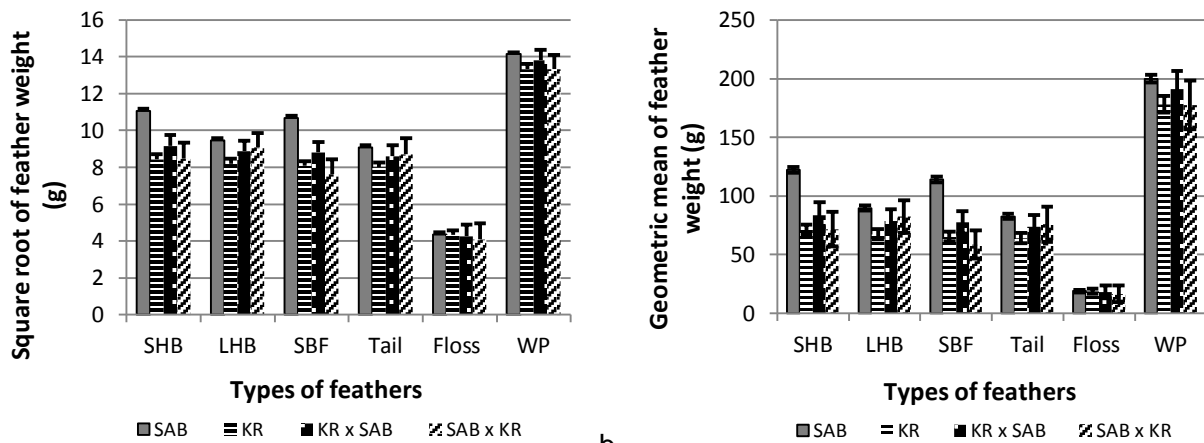 Square root of feather weight
(g)
16
14
12
10
8
6
4
2
0
SHB LHB SBF Tail Floss WP
Types of feathers
SAB KR KR x SAB SAB x KR
Geometric mean of feather
weight (g)
250
200
150
100
50
0
SHB LHB SBF Tail Floss WP
Types of feathers
SAB KR KR x SAB SAB x KR